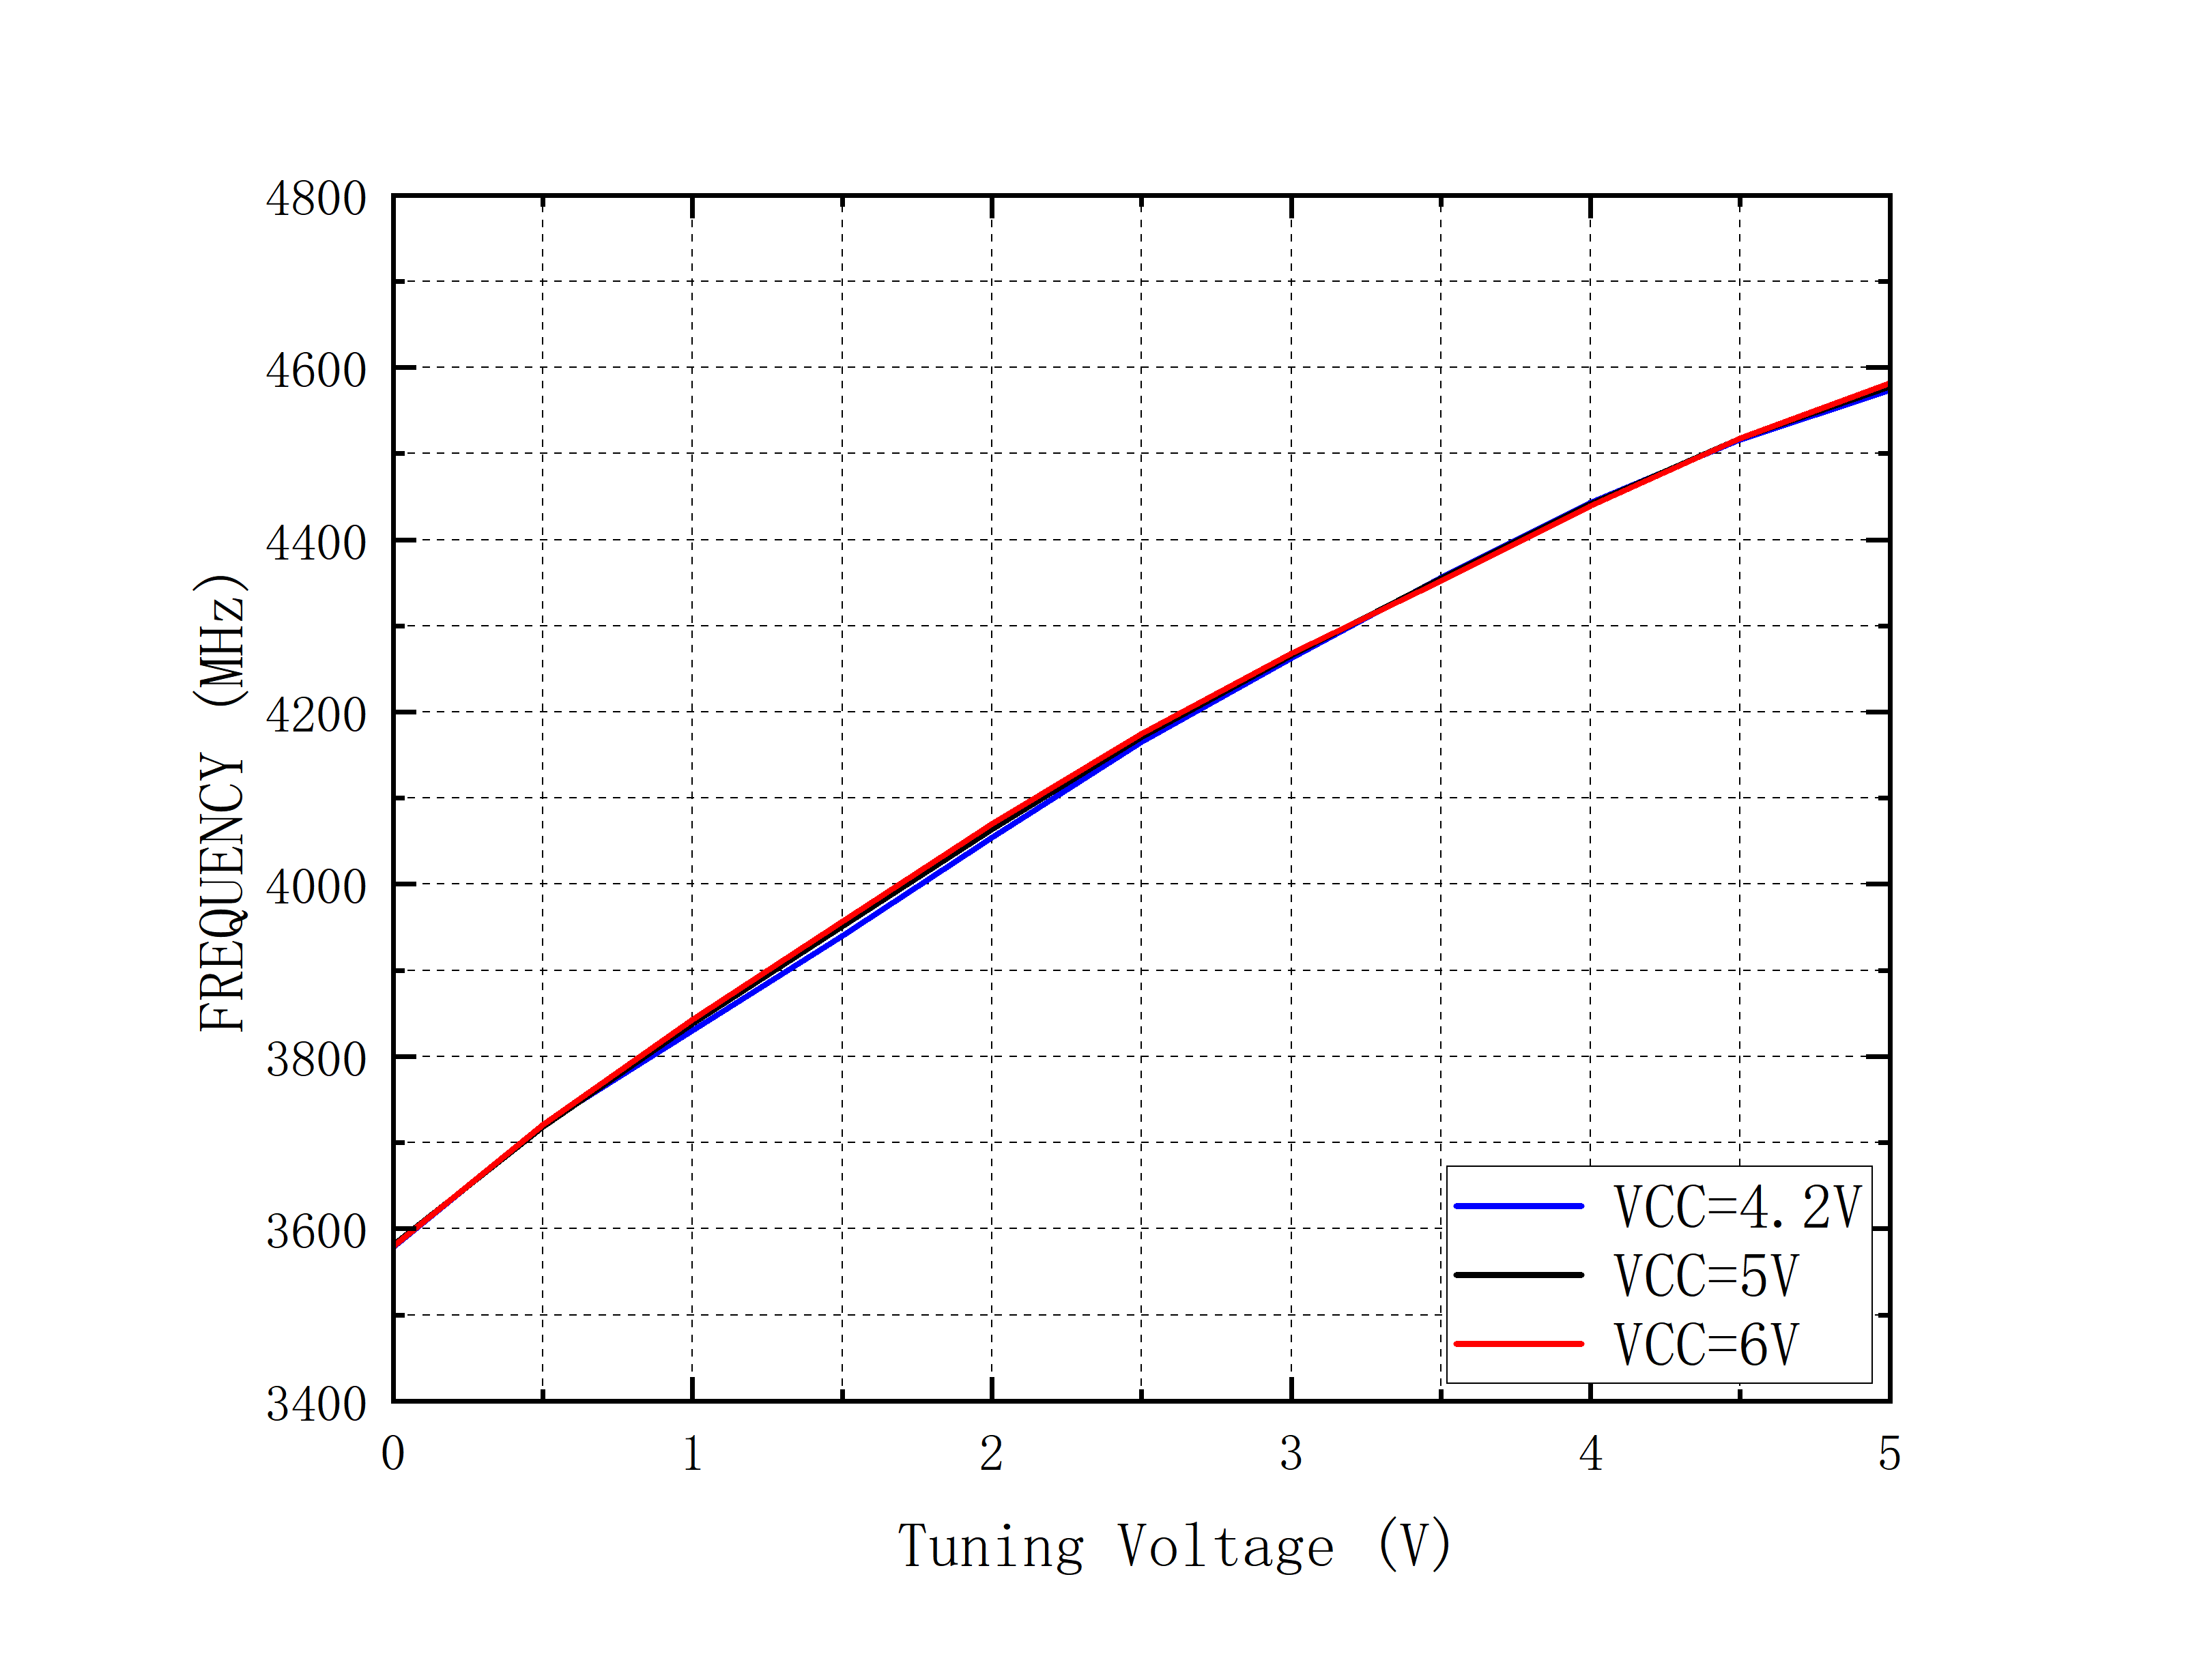 4800
4600
4400
4200
4000
3800
3600
3400
FREQUENCY (MHz)
0 1 2 3 4 5
Tuning Voltage (V)
VCC=4.2V
VCC=5V
VCC=6V